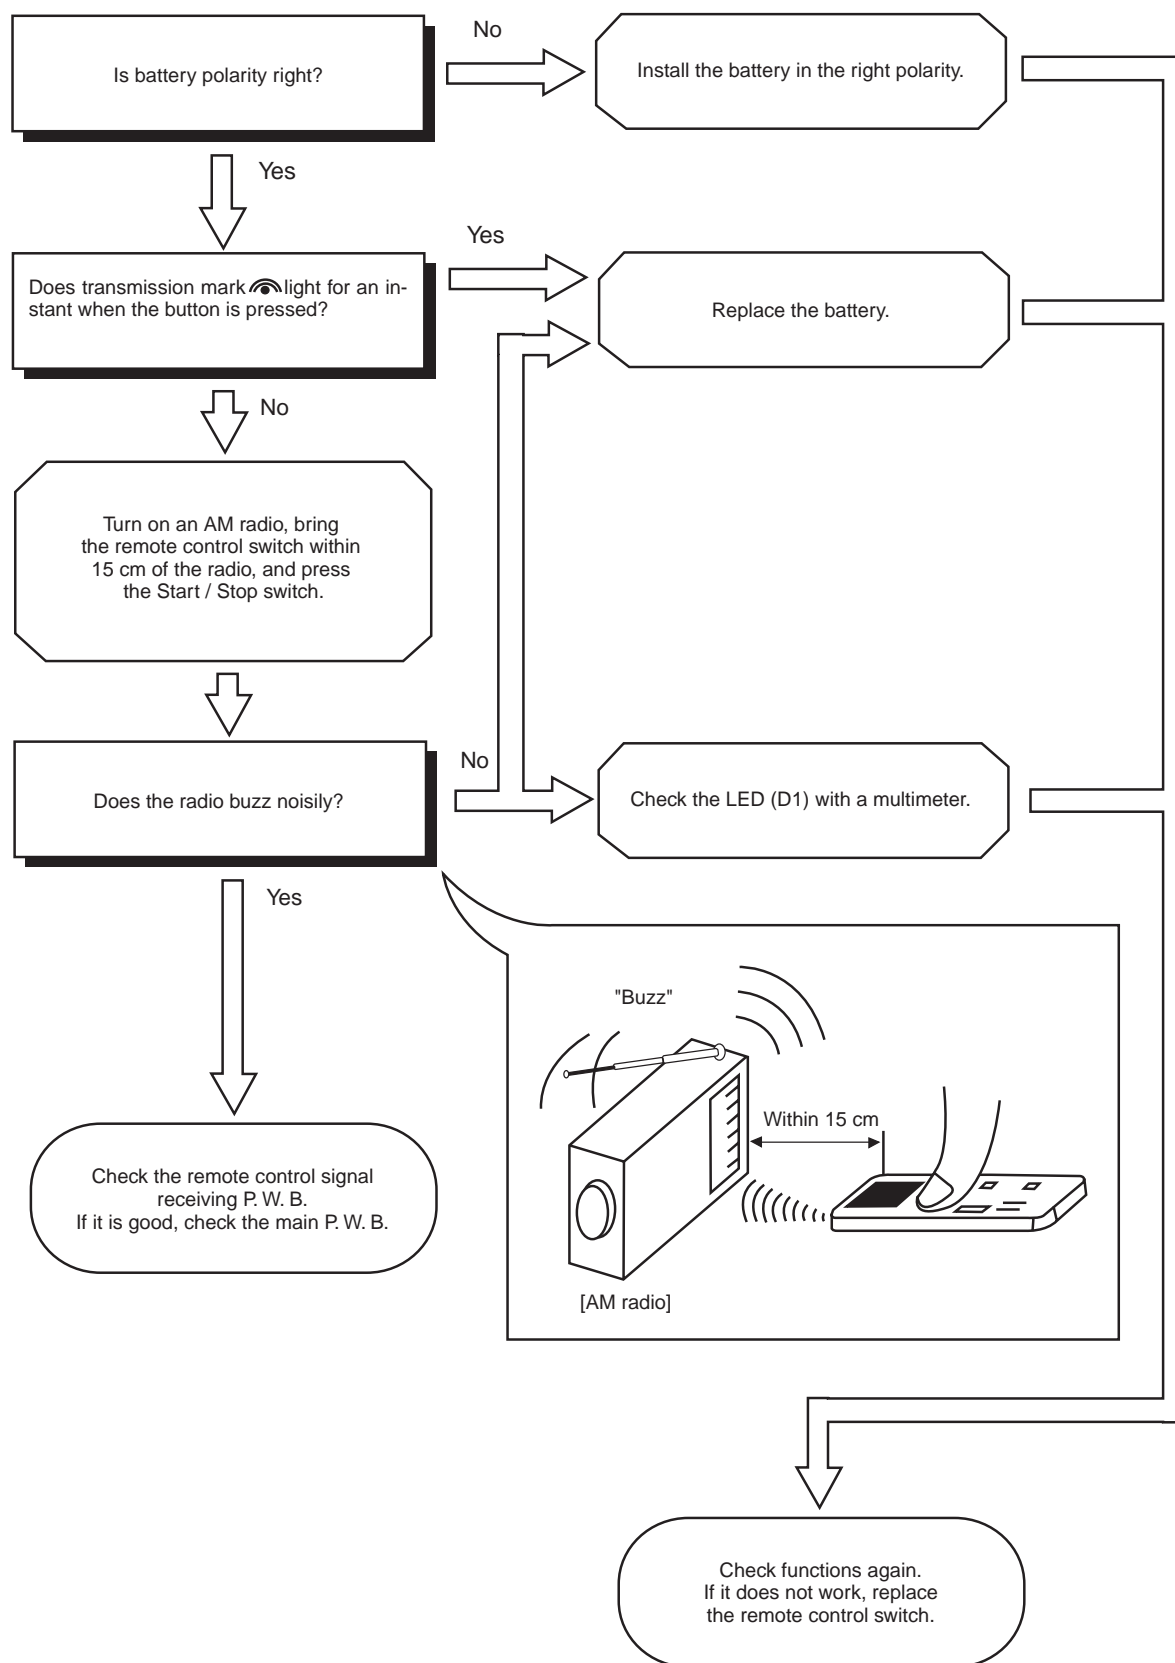 Is battery polarity right?
No
Install the battery in the right polarity.
Yes
Does transmission mark light for an in-
stant when the button is pressed?
Yes
Replace the battery.
No
Turn on an AM radio, bring
the remote control switch within
15 cm of the radio, and press
the Start / Stop switch.
Does the radio buzz noisily?
No
Check the LED (D1) with a multimeter.
Yes
"Buzz"
Within 15 cm
[AM radio]
Check the remote control signal
receiving P. W. B.
If it is good, check the main P. W. B.
Check functions again.
If it does not work, replace
the remote control switch.